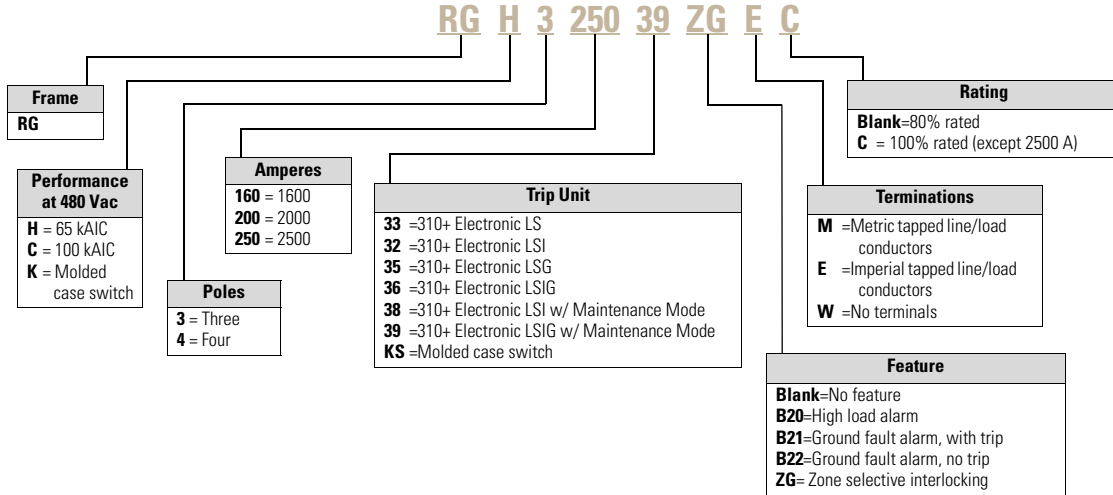 RG H 3 250 39 ZG E C
Frame
RG
Performance
at 480 Vac
H = 65 kAIC
C = 100 kAIC
K = Molded
case switch
Poles
3 = Three
4 = Four
Amperes
160 = 1600
200 = 2000
250 = 2500
Trip Unit
33 =310+ Electronic LS
32 =310+ Electronic LSI
35 =310+ Electronic LSG
36 =310+ Electronic LSIG
38 =310+ Electronic LSI w/ Maintenance Mode
39 =310+ Electronic LSIG w/ Maintenance Mode
KS =Molded case switch
Feature
Blank=No feature
B20=High load alarm
B21=Ground fault alarm, with trip
B22=Ground fault alarm, no trip
ZG= Zone selective interlocking
Terminations
M =Metric tapped line/load
conductors
E =Imperial tapped line/load
conductors
W =No terminals
Rating
Blank=80% rated
C = 100% rated (except 2500 A)